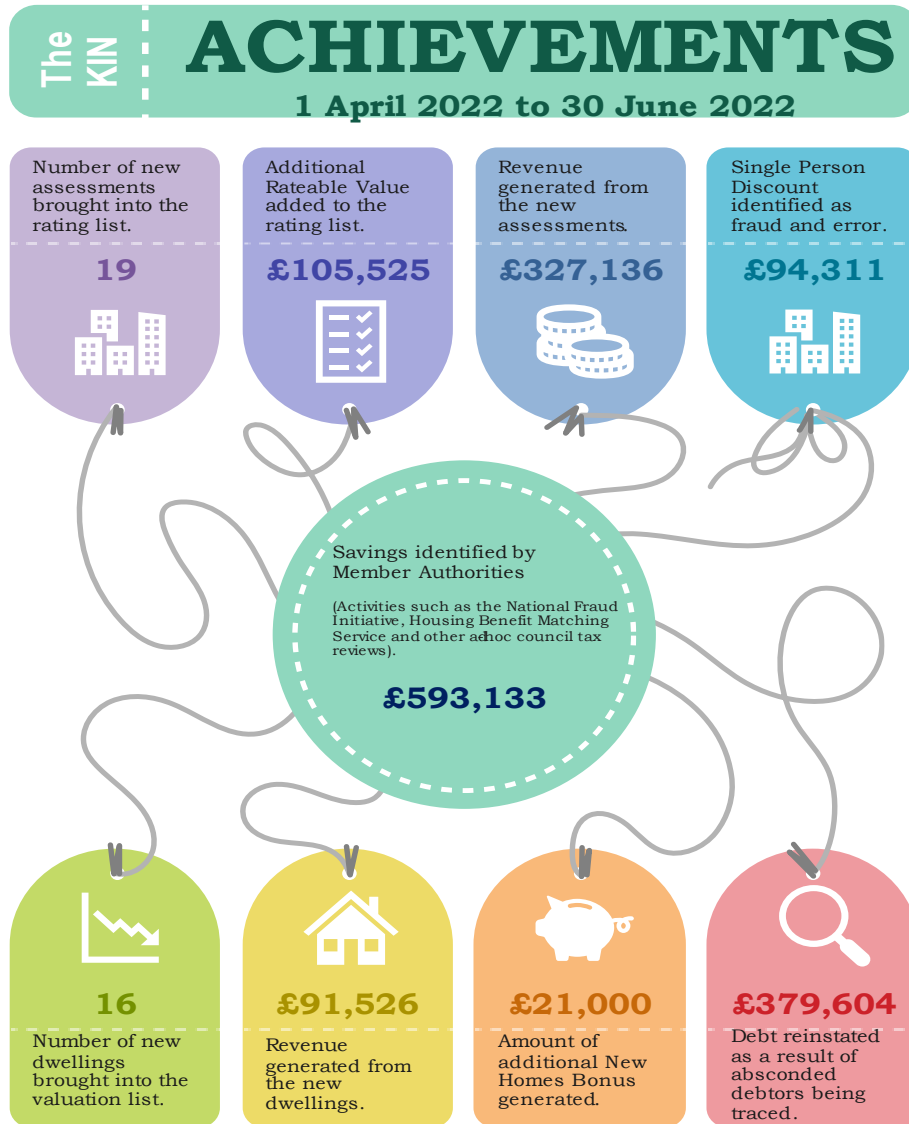 The
KIN
ACHIEVEMENTS
1 April 2022 to 30 June 2022
Number of new
assessments
brought into the
rating list.
19
Additional
Rateable Value
added to the
rating list.
£105,525
Revenue
generated from
the new
assessments.
£327,136
Single Person
Discount
identified as
fraud and error.
£94,311
Savings identified by
Member Authorities
(Activities such as the National Fraud
Initiative, Housing Benefit Matching
Service and other ad-hoc council tax
reviews).
£593,133
16
Number of new
dwellings
brought into the
valuation list.
£91,526
Revenue
generated from
the new
dwellings.
£21,000
Amount of
additional New
Homes Bonus
generated.
£379,604
Debt reinstated
as a result of
absconded
debtors being
traced.